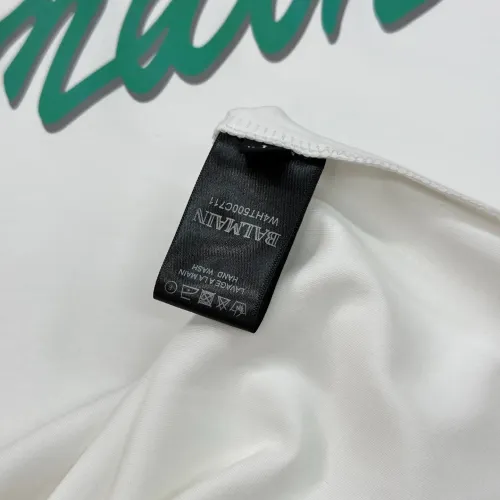 BALMAIN
W4HT500C711
LAVAGE A LA MAIN
HAND WASH